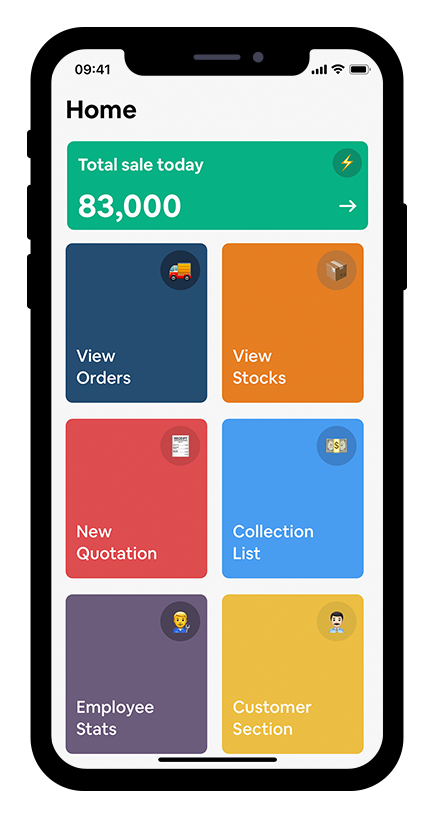 09:41
Home
Total sale today
83,000
View
Orders
View
Stocks
RECEIPT
New
Quotation
Collection
List
Employee
Stats
Customer
Section